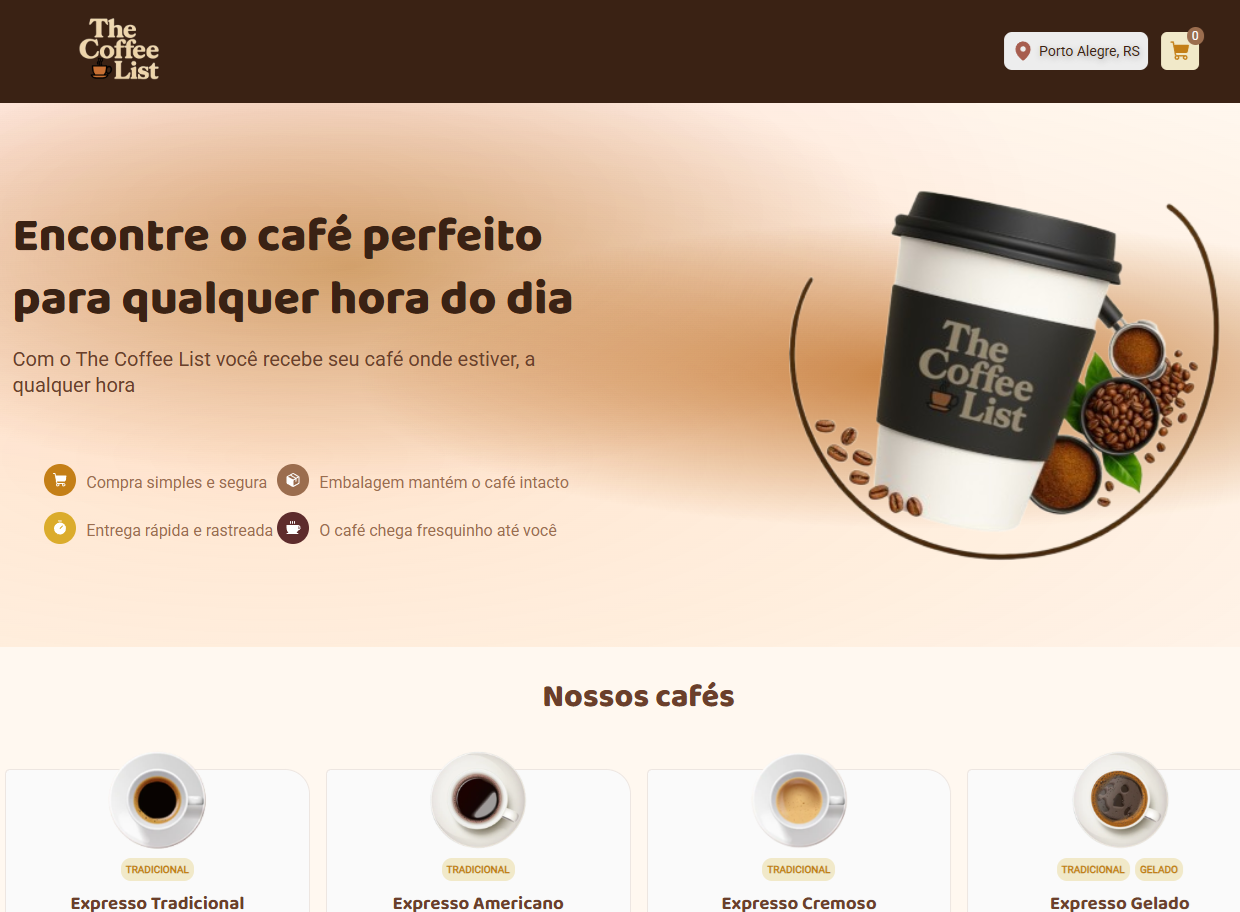 The
Coffee
List
Porto Alegre, RS
0
Encontre o café perfeito
para qualquer hora do dia
Com o The Coffee List você recebe seu café onde estiver, a
qualquer hora
The
Coffee
List
Compra simples e segura
Embalagem mantém o café intacto
Entrega rápida e rastreada
O café chega fresquinho até você
Nossos cafés
TRADICIONAL
Expresso Tradicional
TRADICIONAL
Expresso Americano
TRADICIONAL
Expresso Cremoso
TRADICIONAL
GELADO
Expresso Gelado